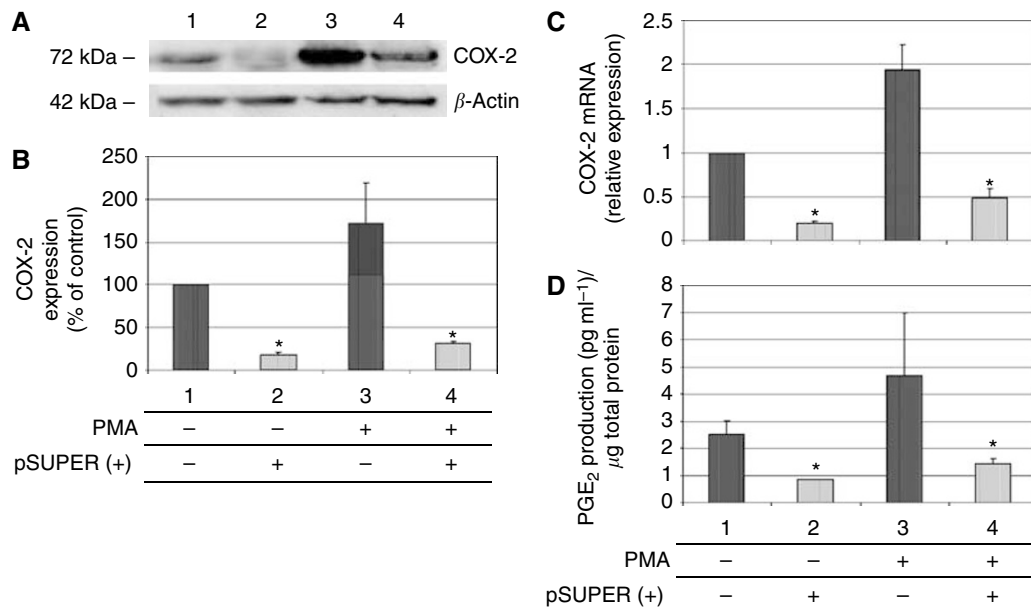 A
1 2 3 4
72 kDa – COX-2
42 kDa – β-Actin
B
COX-2
expression
(% of control)
250
200
150
100
50
0
* *
1 2 3 4
PMA – – + +
pSUPER (+) – + – +
C
COX-2 mRNA
(relative expression)
2.5
2
1.5
1
0.5
0
* *
D
PGE₂ production (pg ml⁻¹)/
µg total protein
8
7
6
5
4
3
2
1
0
* *
1 2 3 4
PMA – – + +
pSUPER (+) – + – +